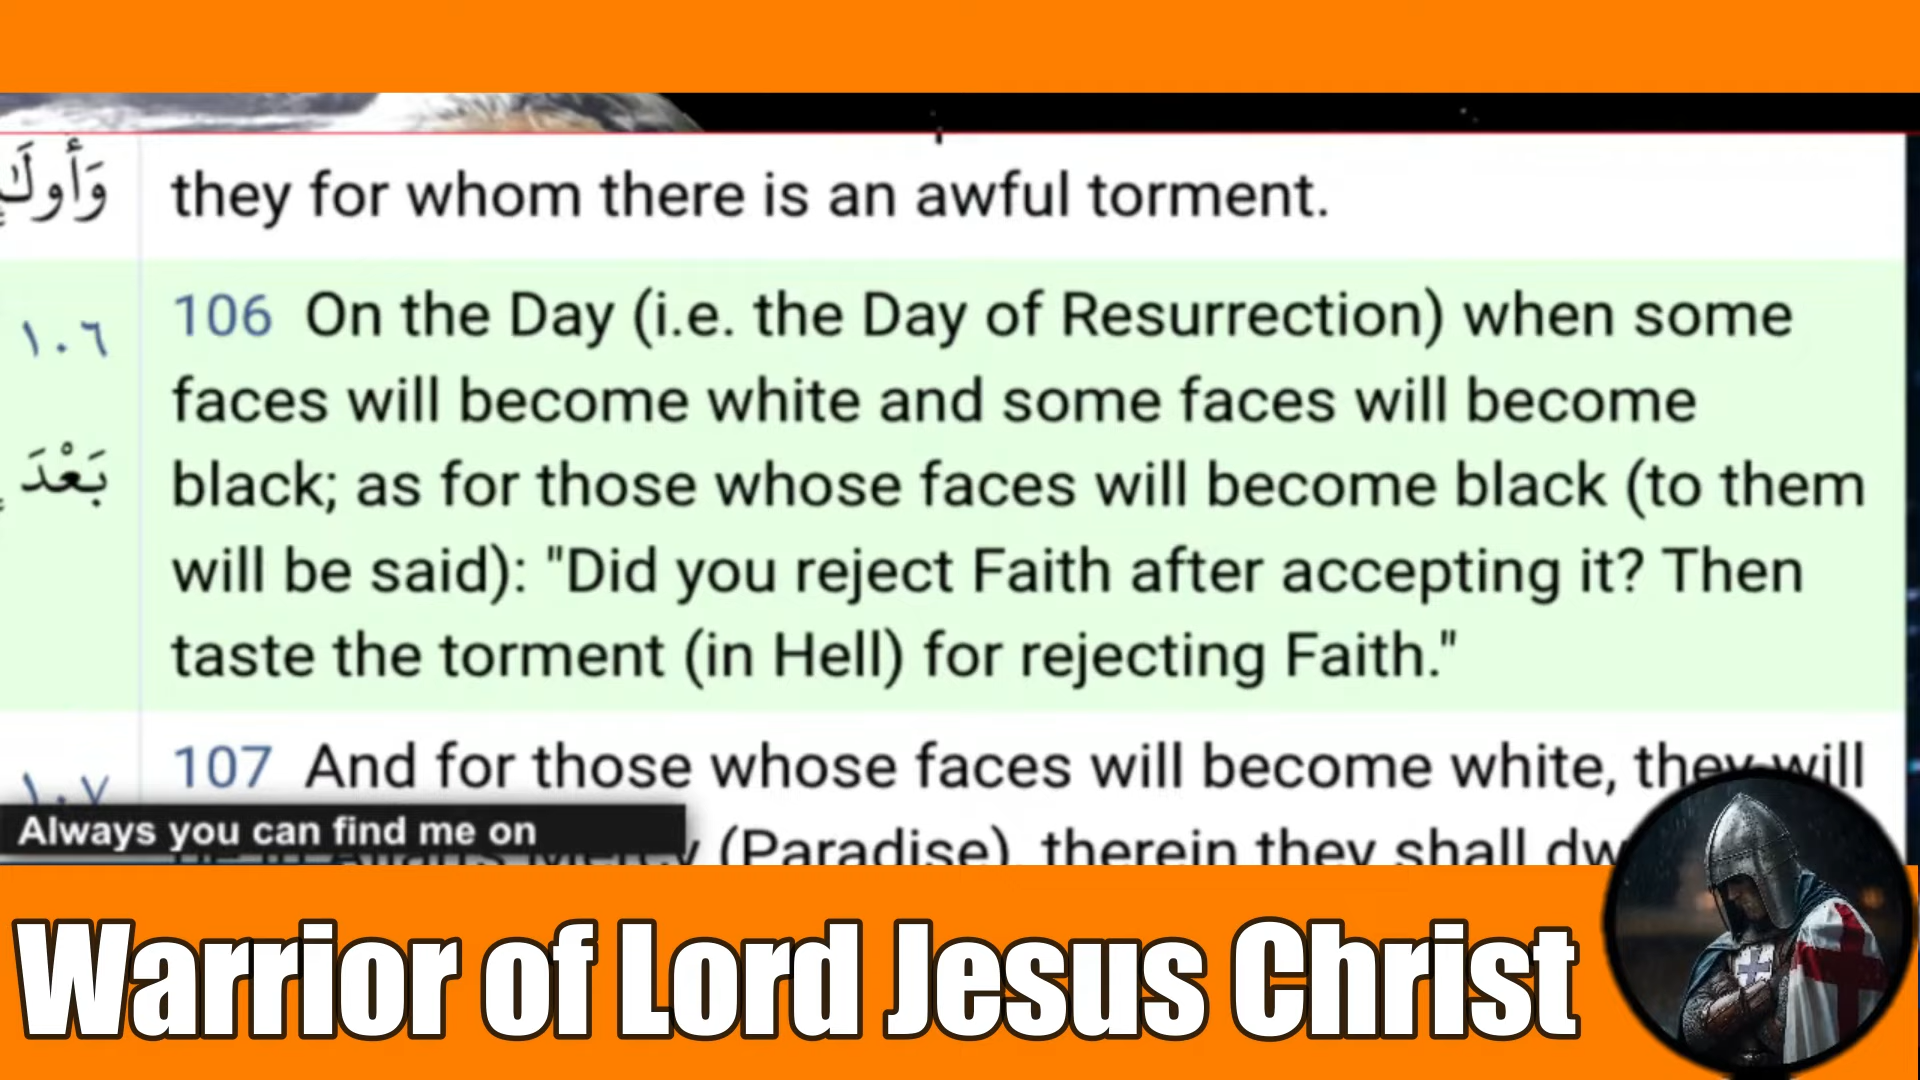 they for whom there is an awful torment.
١٠٦ 106 On the Day (i.e. the Day of Resurrection) when some
faces will become white and some faces will become
بَعْدَ black; as for those whose faces will become black (to them
will be said): "Did you reject Faith after accepting it? Then
taste the torment (in Hell) for rejecting Faith."
١٠٧ 107 And for those whose faces will become white, they will
(Paradise), therein they shall
Always you can find me on
Warrior of Lord Jesus Christ